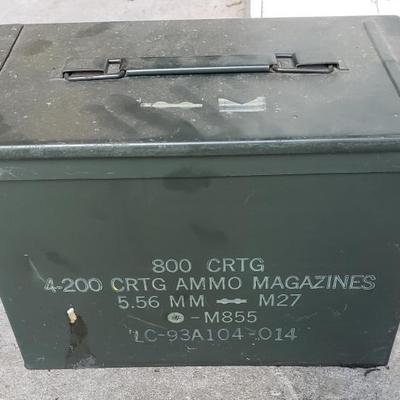 800 CRTG
4-200 CRTG AMMO MAGAZINES
5.56 MM M27
-M855
LC-93A104-014